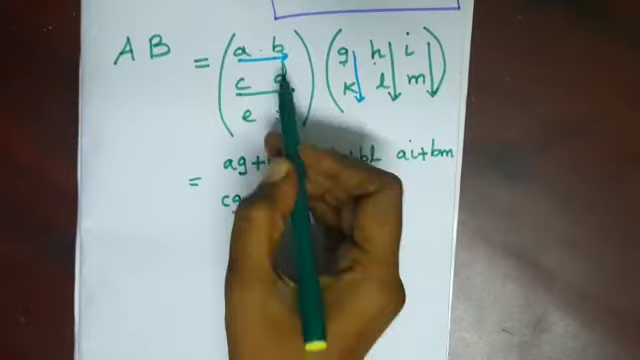 A B = ( a b ) ( g h i )
c k l m
e
= ag+ ai+bm
cg